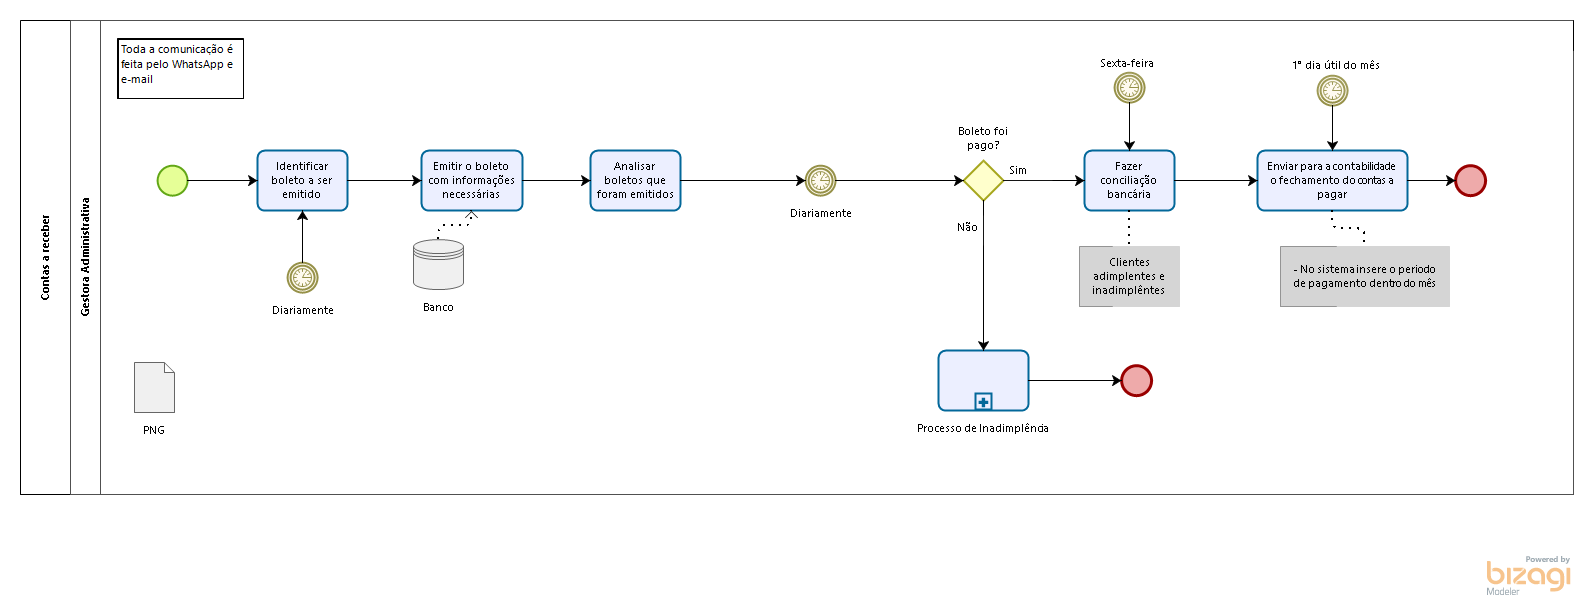 Contas a receber
Gestora Administrativa
Toda a comunicação é
feita pelo WhatsApp e
e-mail
Sexta-feira
1° dia útil do mês
Identificar
boleto a ser
emitido
Emitir o boleto
com informações
necessárias
Analisar
boletos que
foram emitidos
Diariamente
Boleto foi
pago?
Sim
Não
Fazer
conciliação
bancária
Enviar para a contabilidade
o fechamento do contas a
pagar
Diariamente
Banco
Clientes
adimplentes e
inadimplêntes
- No sistema insere o periodo
de pagamento dentro do mês
PNG
Processo de Inadimplência
Powered by
bizagi
Modeler